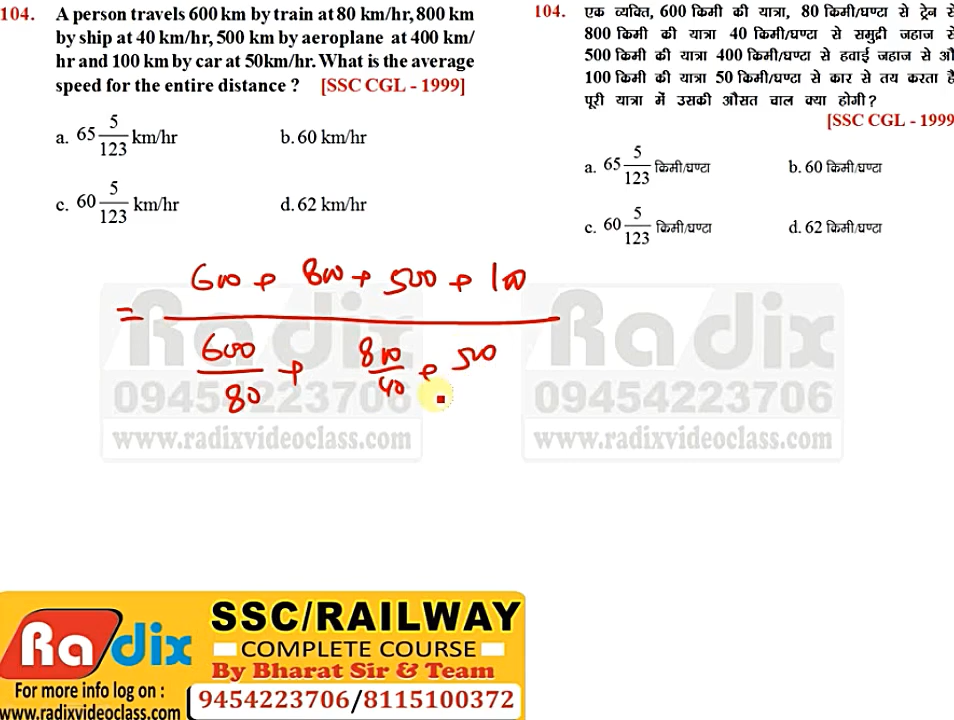 104. A person travels 600 km by train at 80 km/hr, 800 km
by ship at 40 km/hr, 500 km by aeroplane at 400 km/
hr and 100 km by car at 50km/hr. What is the average
speed for the entire distance ? [SSC CGL - 1999]
a. 65 5/123 km/hr b. 60 km/hr
c. 60 5/123 km/hr d. 62 km/hr
104. एक व्यक्ति, 600 किमी की यात्रा, 80 किमी/घण्टा से ट्रेन से
800 किमी की यात्रा 40 किमी/घण्टा से समुद्री जहाज से
500 किमी की यात्रा 400 किमी/घण्टा से हवाई जहाज से औ
100 किमी की यात्रा 50 किमी/घण्टा से कार से तय करता है
पूरी यात्रा में उसकी औसत चाल क्या होगी?
[SSC CGL - 1999
a. 65 5/123 किमी/घण्टा b. 60 किमी/घण्टा
c. 60 5/123 किमी/घण्टा d. 62 किमी/घण्टा
600 + 800 + 500 + 100
=
600/80 + 800/40 + 500
Radix
09454223706
www.radixvideoclass.com
Radix
09454223706
www.radixvideoclass.com
Radix
For more info log on :
www.radixvideoclass.com
SSC/RAILWAY
COMPLETE COURSE
By Bharat Sir & Team
9454223706/8115100372